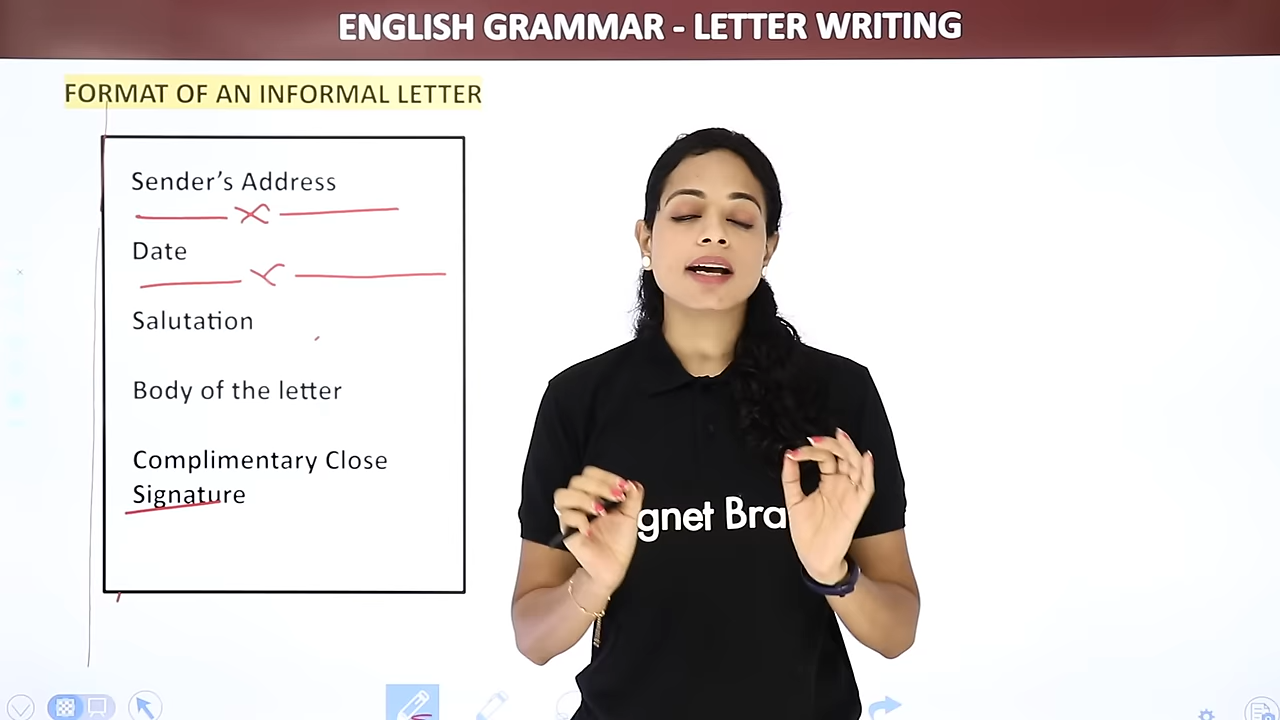 ENGLISH GRAMMAR - LETTER WRITING
FORMAT OF AN INFORMAL LETTER
Sender’s Address
Date
Salutation
Body of the letter
Complimentary Close
Signature
gnet Bra